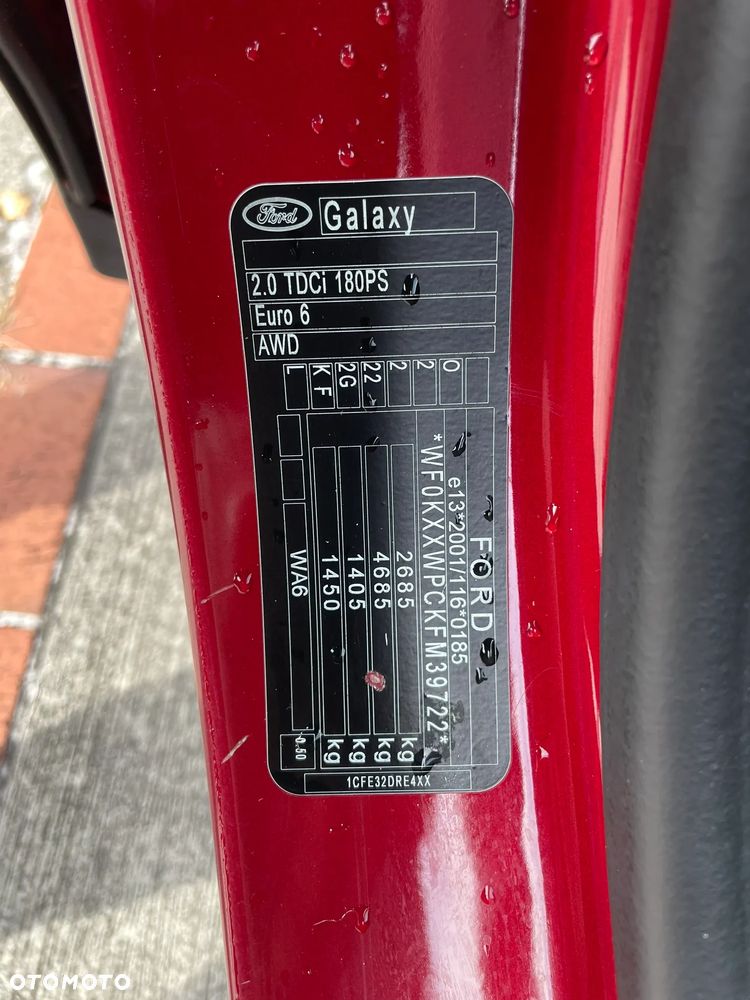 Ford
Galaxy
2.0 TDCi 180PS
Euro 6
AWD
L
KF
2G
22
2
2
O
FORD
e13*2001/116*0185
*WF0KXXWPCKFM39722*
2685 kg
4685 kg
1405 kg
1450 kg
WA6
0.50
1CFE32DRE4XX
OTOMOTO